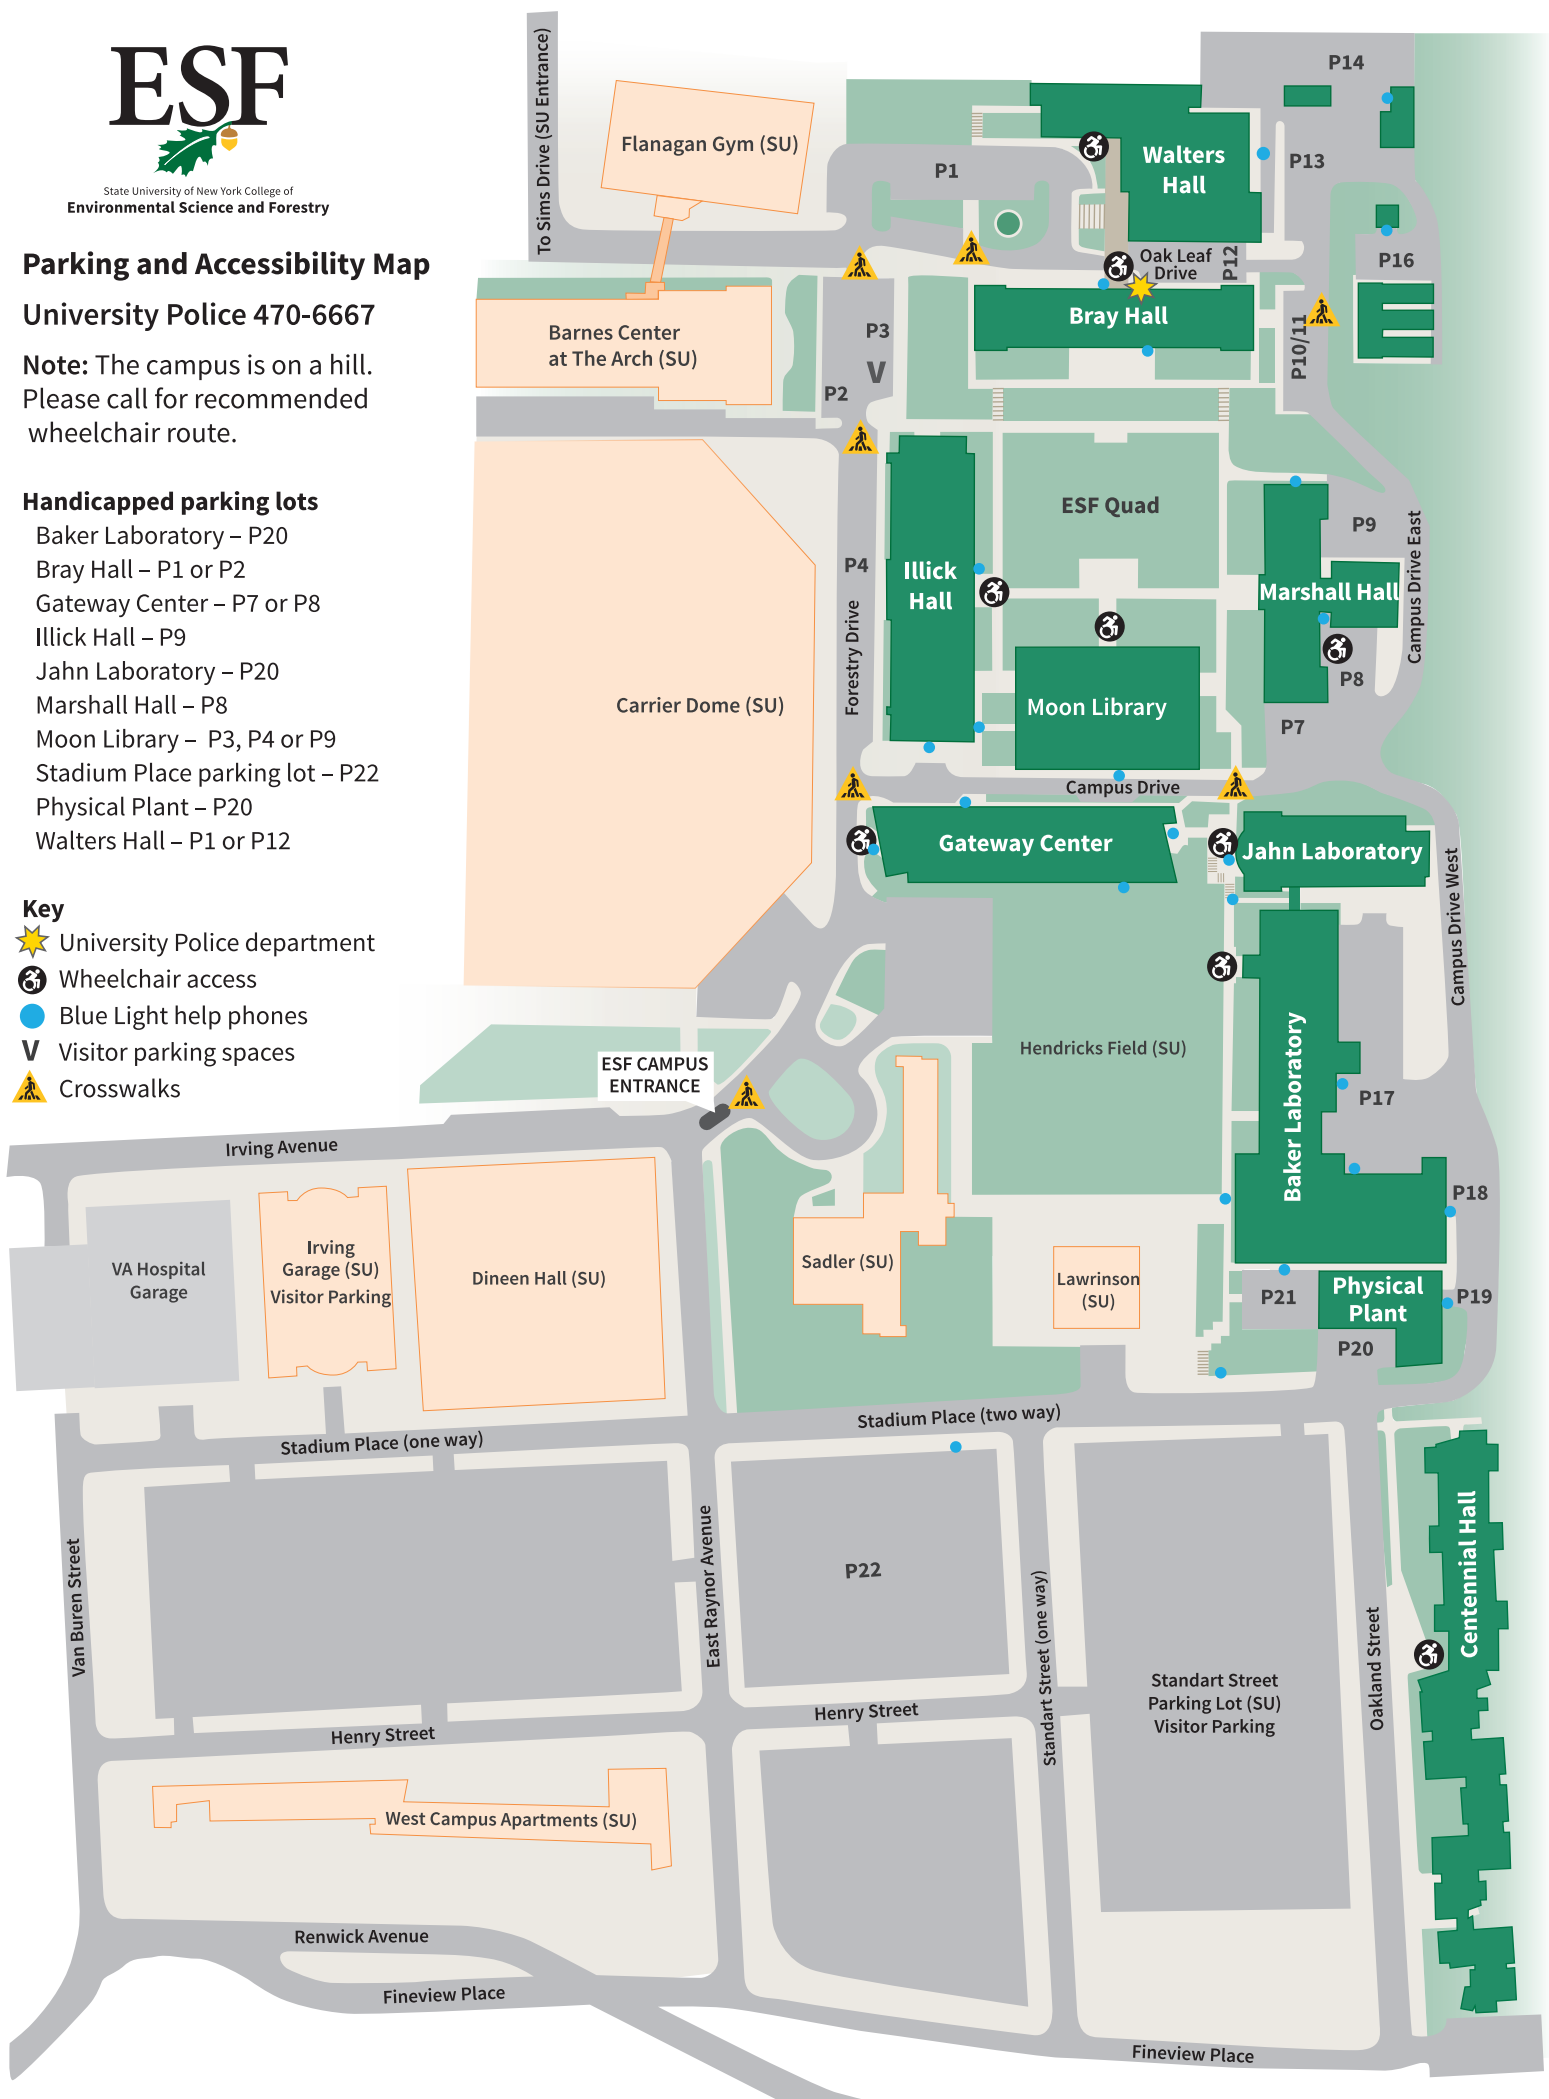 ESF
State University of New York College of
Environmental Science and Forestry
Parking and Accessibility Map
University Police 470-6667
Note: The campus is on a hill.
Please call for recommended
wheelchair route.
Handicapped parking lots
Baker Laboratory – P20
Bray Hall – P1 or P2
Gateway Center – P7 or P8
Illick Hall – P9
Jahn Laboratory – P20
Marshall Hall – P8
Moon Library – P3, P4 or P9
Stadium Place parking lot – P22
Physical Plant – P20
Walters Hall – P1 or P12
Key
University Police department
Wheelchair access
Blue Light help phones
V Visitor parking spaces
Crosswalks
To Sims Drive (SU Entrance)
Flanagan Gym (SU)
P1
Walters
Hall
P14
P13
P16
Oak Leaf
Drive
P12
Barnes Center
at The Arch (SU)
P3
V
P2
Bray Hall
P10/11
ESF Quad
P9
Campus Drive East
P4
Forestry Drive
Illick
Hall
Marshall Hall
P8
Carrier Dome (SU)
Moon Library
P7
Campus Drive
Gateway Center
Jahn Laboratory
Campus Drive West
Hendricks Field (SU)
Baker Laboratory
P17
ESF CAMPUS
ENTRANCE
Irving Avenue
P18
VA Hospital
Garage
Irving
Garage (SU)
Visitor Parking
Dineen Hall (SU)
Sadler (SU)
Lawrinson
(SU)
P21
Physical
Plant
P19
P20
Stadium Place (two way)
Stadium Place (one way)
Van Buren Street
East Raynor Avenue
P22
Standart Street (one way)
Standart Street
Parking Lot (SU)
Visitor Parking
Oakland Street
Centennial Hall
Henry Street
Henry Street
West Campus Apartments (SU)
Renwick Avenue
Fineview Place
Fineview Place